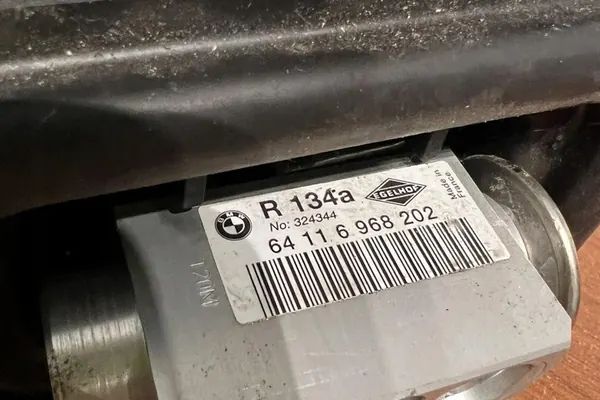 BMW
R 134a
EGELHOF
Made in
France
No: 324344
64 11 6 968 202